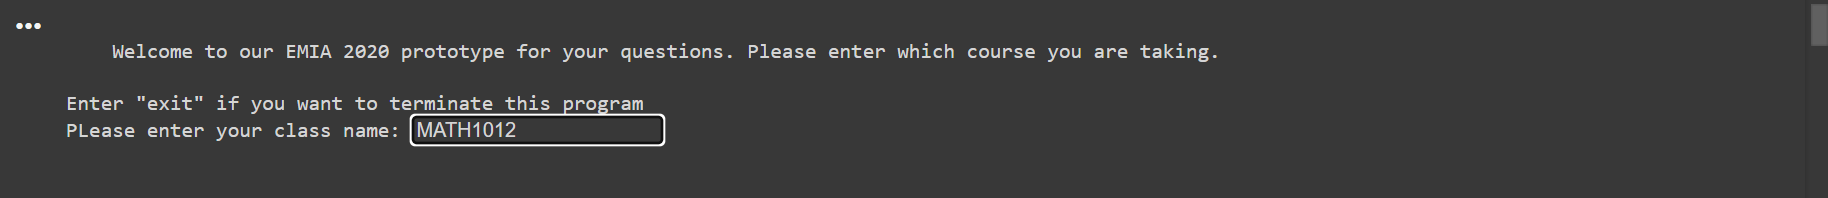 Welcome to our EMIA 2020 prototype for your questions. Please enter which course you are taking.
Enter "exit" if you want to terminate this program
PLease enter your class name: MATH1012